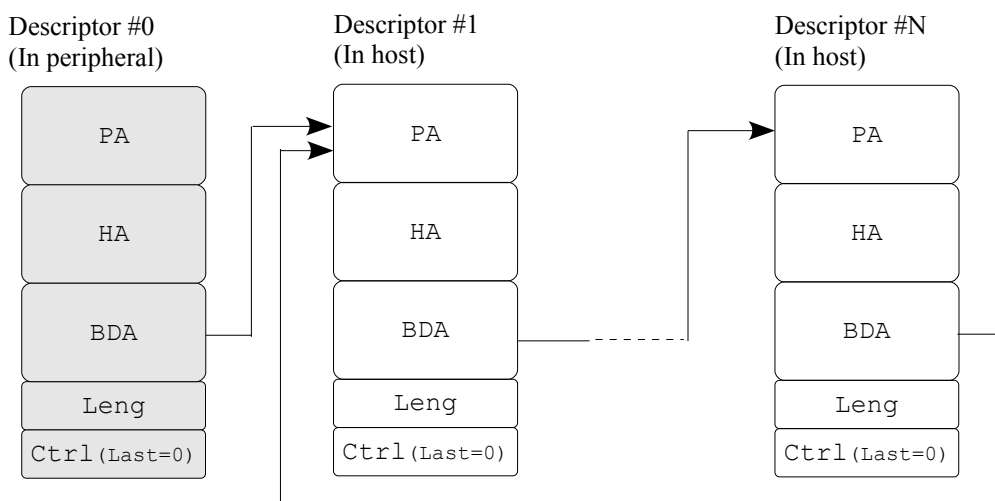 Descriptor #0
(In peripheral)
PA
HA
BDA
Leng
Ctrl(Last=0)
Descriptor #1
(In host)
PA
HA
BDA
Leng
Ctrl(Last=0)
Descriptor #N
(In host)
PA
HA
BDA
Leng
Ctrl(Last=0)